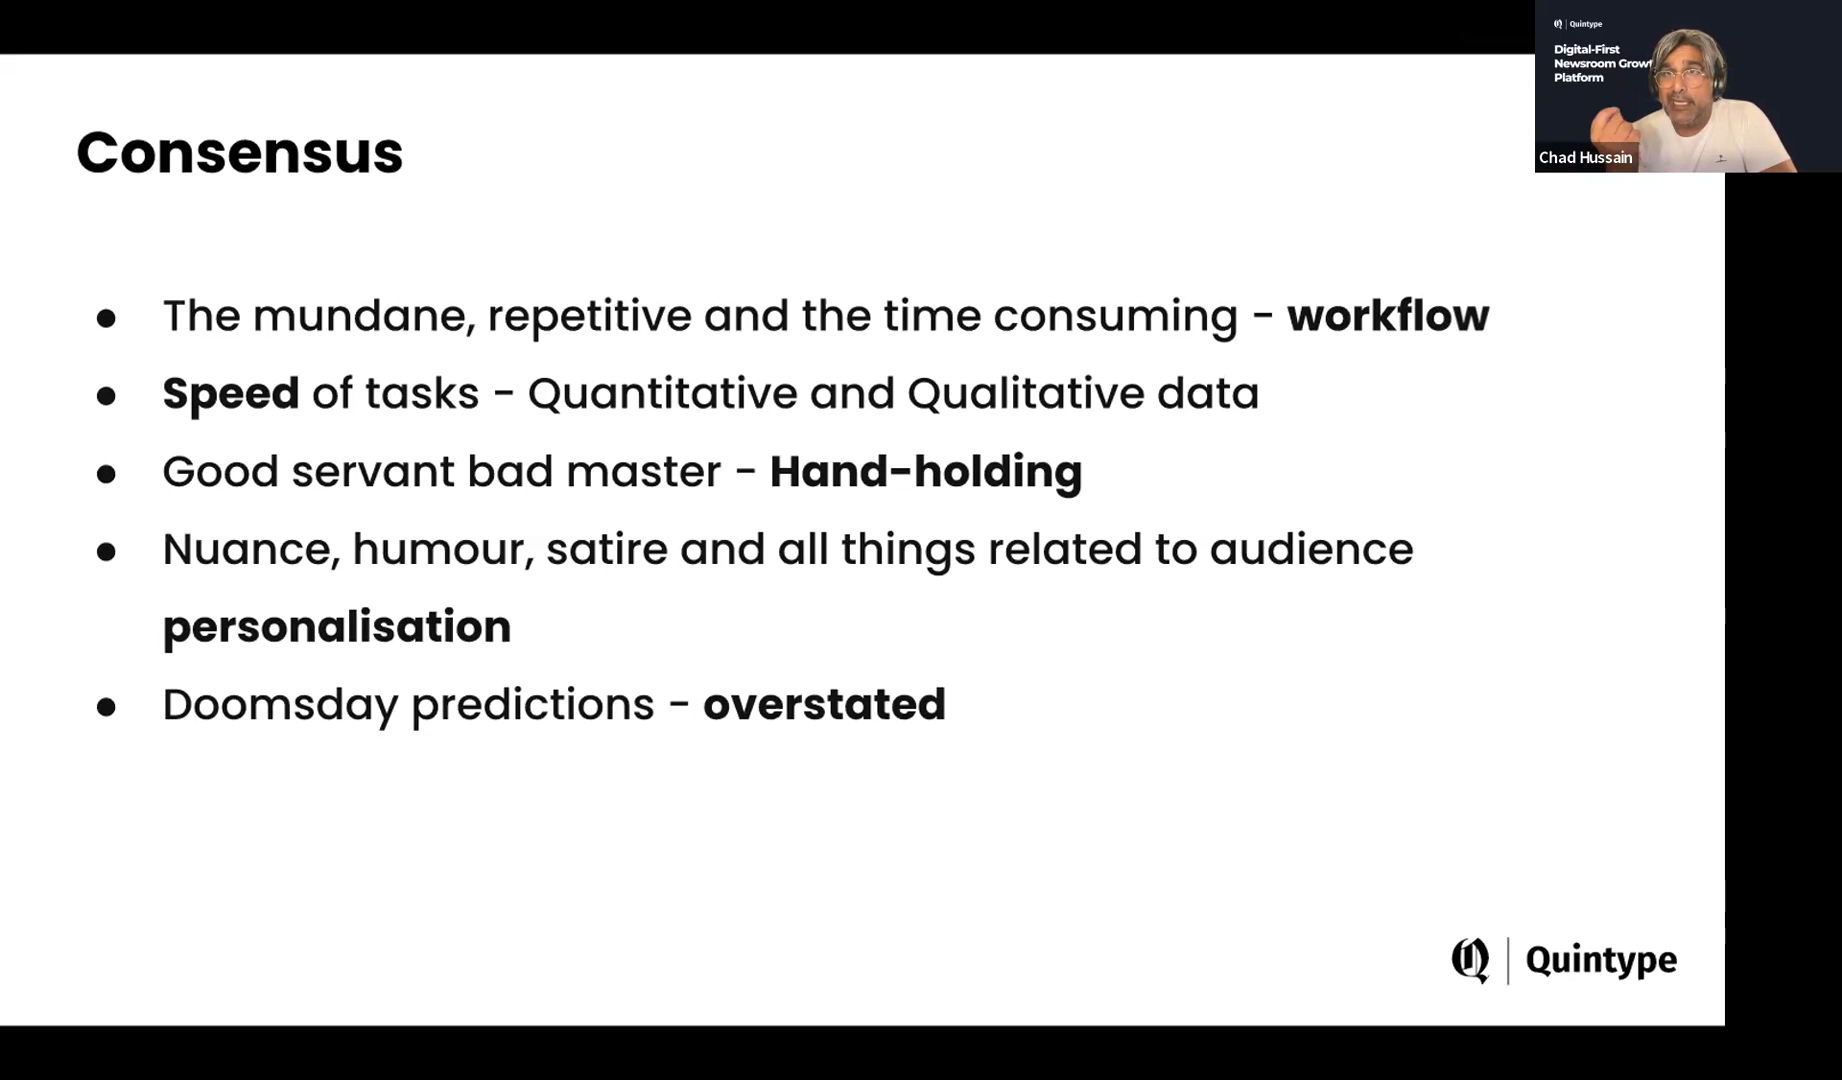 Quintype
Digital-First
Newsroom
Platform
Chad Hussain
Consensus
● The mundane, repetitive and the time consuming - workflow
● Speed of tasks - Quantitative and Qualitative data
● Good servant bad master - Hand-holding
● Nuance, humour, satire and all things related to audience
personalisation
● Doomsday predictions - overstated
Quintype